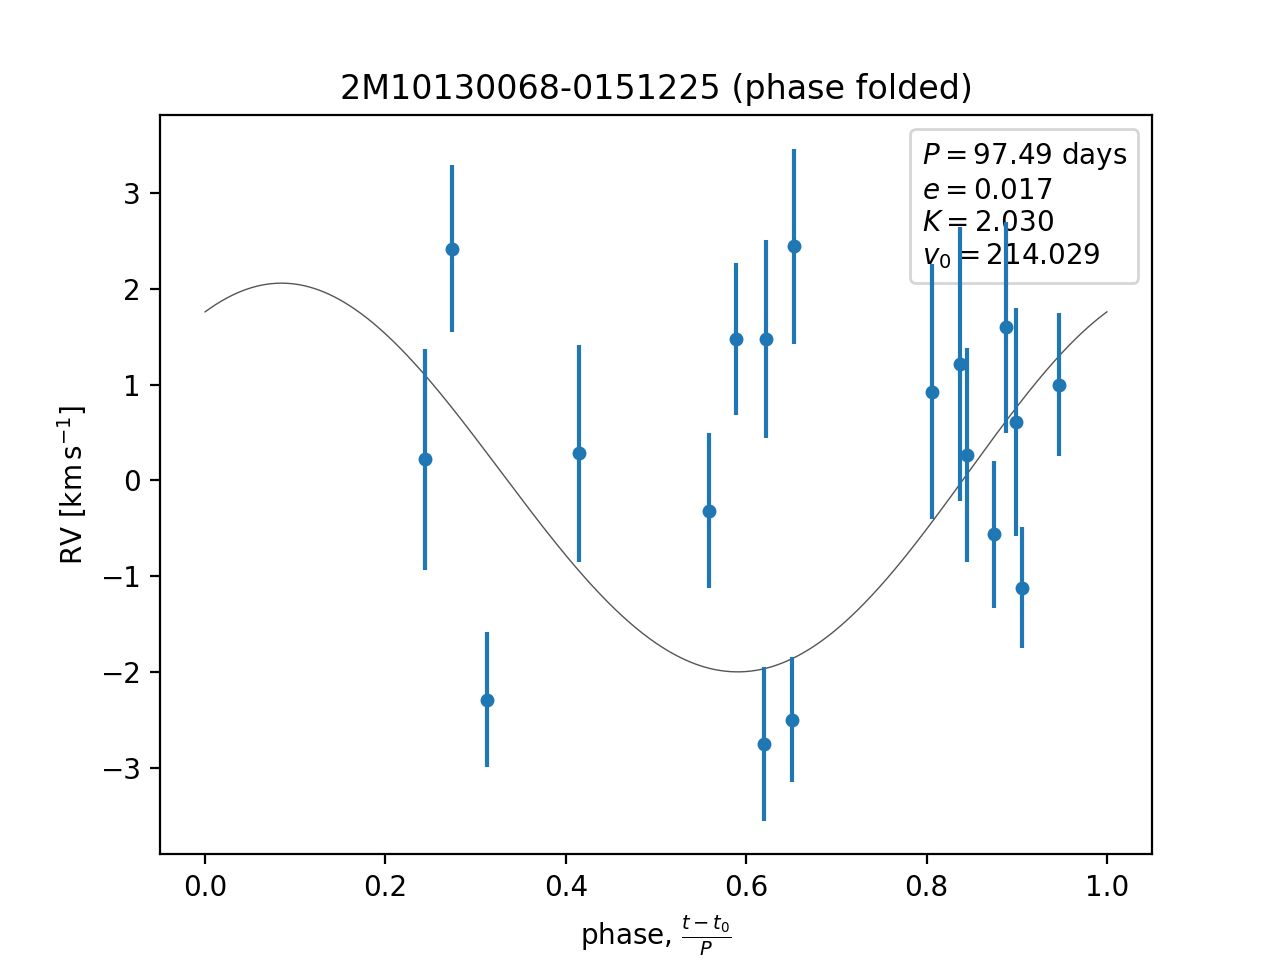 2M10130068-0151225 (phase folded)
P = 97.49 days
e = 0.017
K = 2.030
v₀ = 214.029
3
2
1
0
−1
−2
−3
RV [km s⁻¹]
0.0 0.2 0.4 0.6 0.8 1.0
phase, (t − t₀)/P